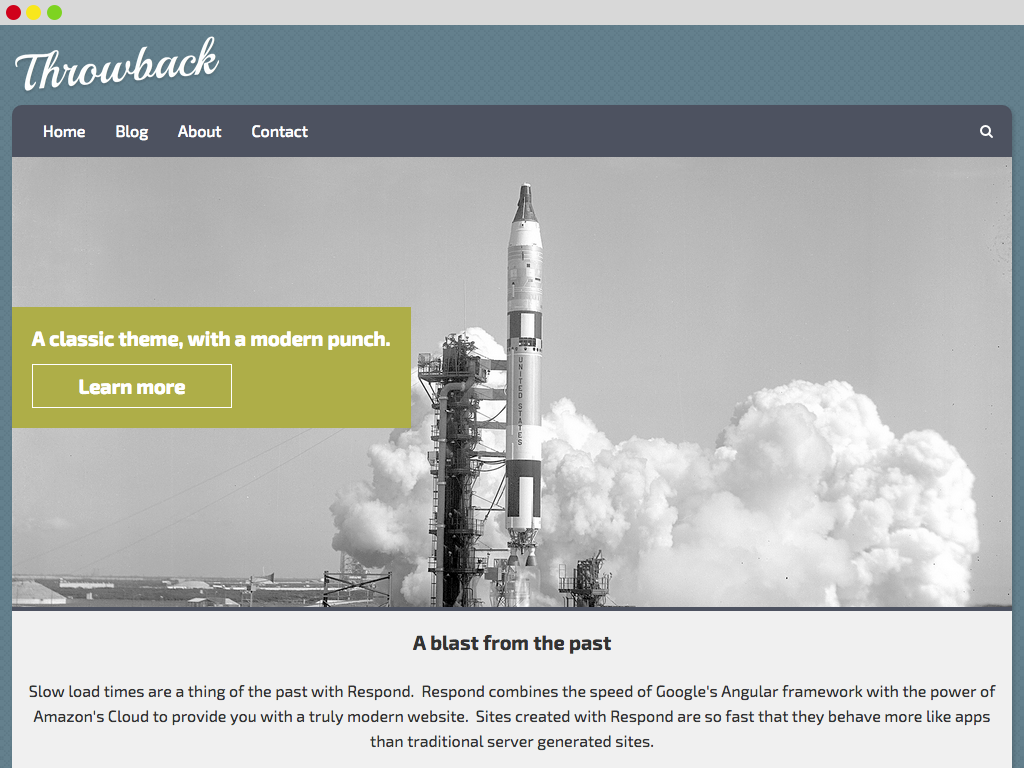 Throwback
Home Blog About Contact
A classic theme, with a modern punch.
Learn more
UNITED STATES
A blast from the past
Slow load times are a thing of the past with Respond. Respond combines the speed of Google's Angular framework with the power of
Amazon's Cloud to provide you with a truly modern website. Sites created with Respond are so fast that they behave more like apps
than traditional server generated sites.